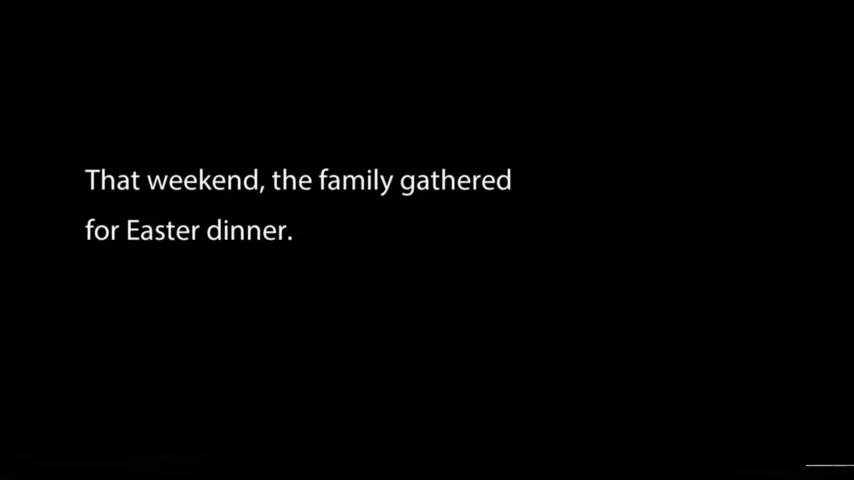 That weekend, the family gathered
for Easter dinner.